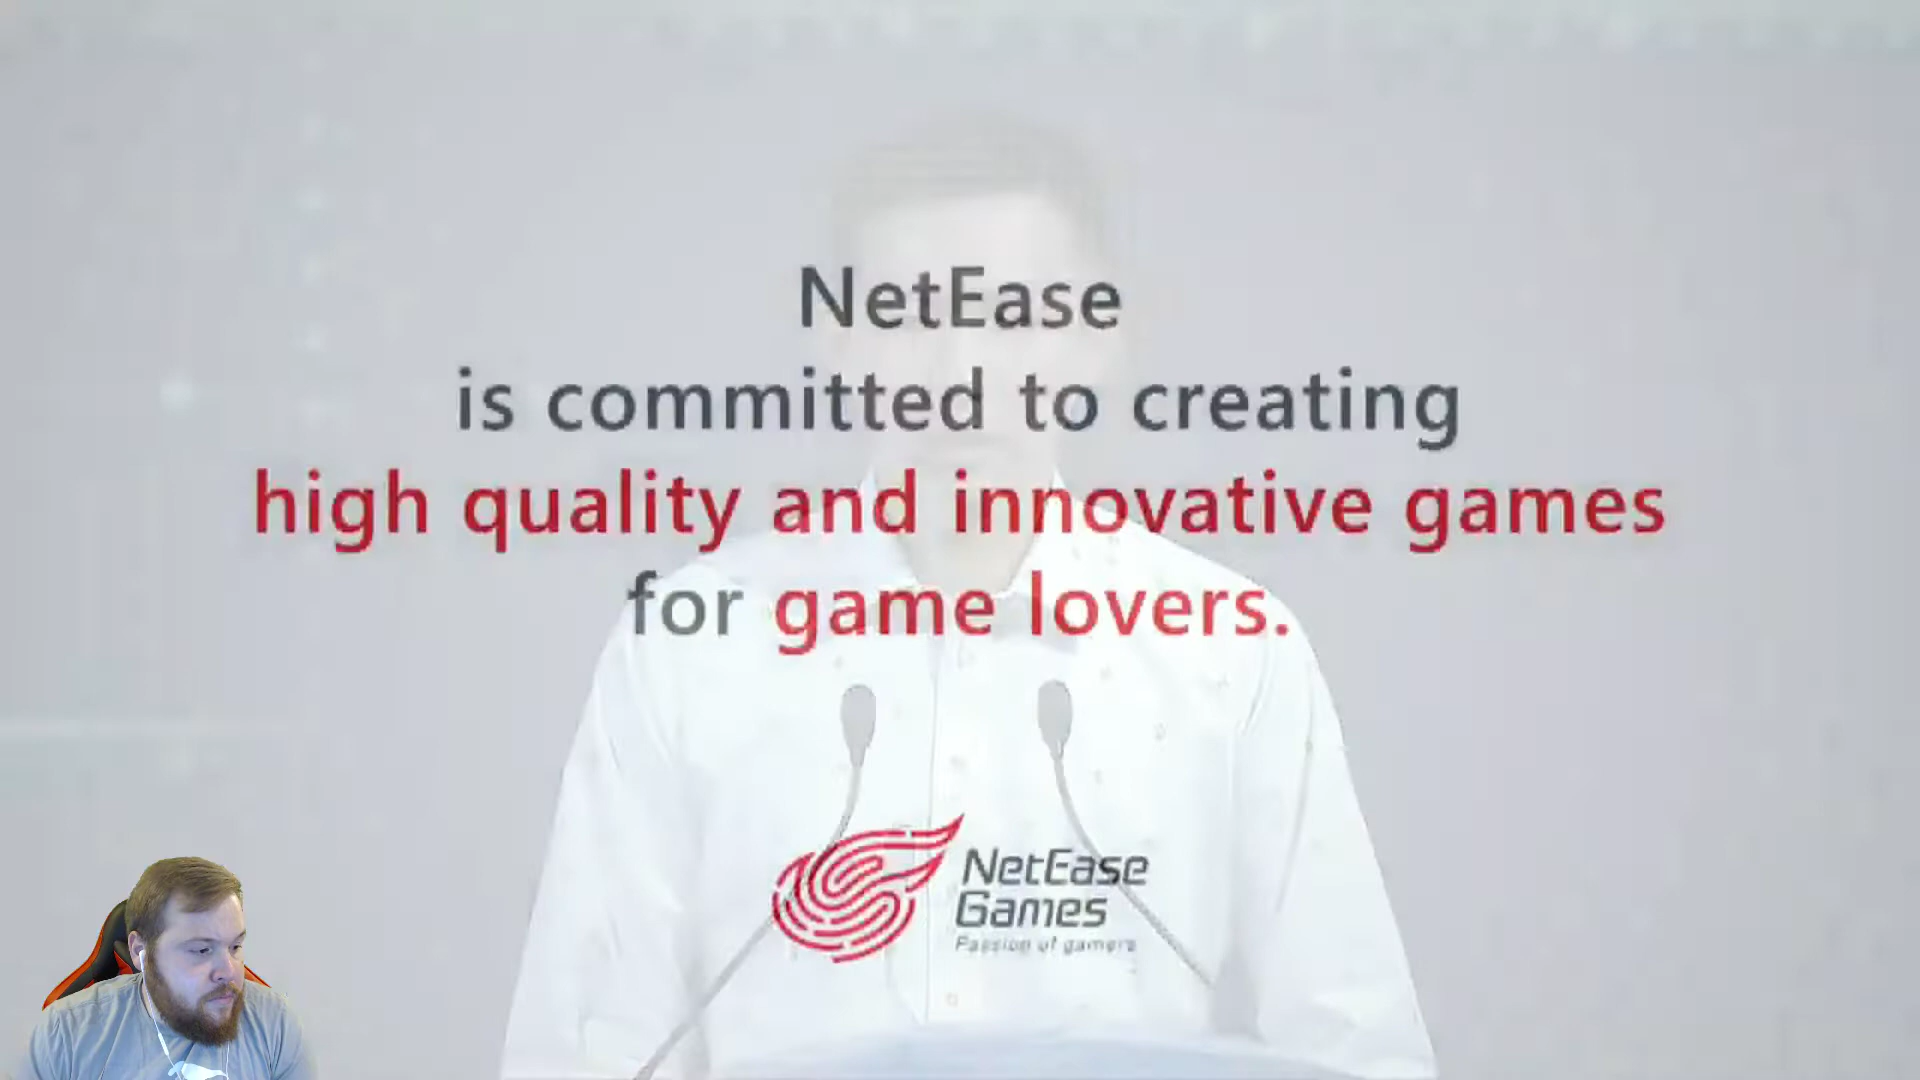 NetEase
is committed to creating
high quality and innovative games
for game lovers.
NetEase
Games
Passion of gamers